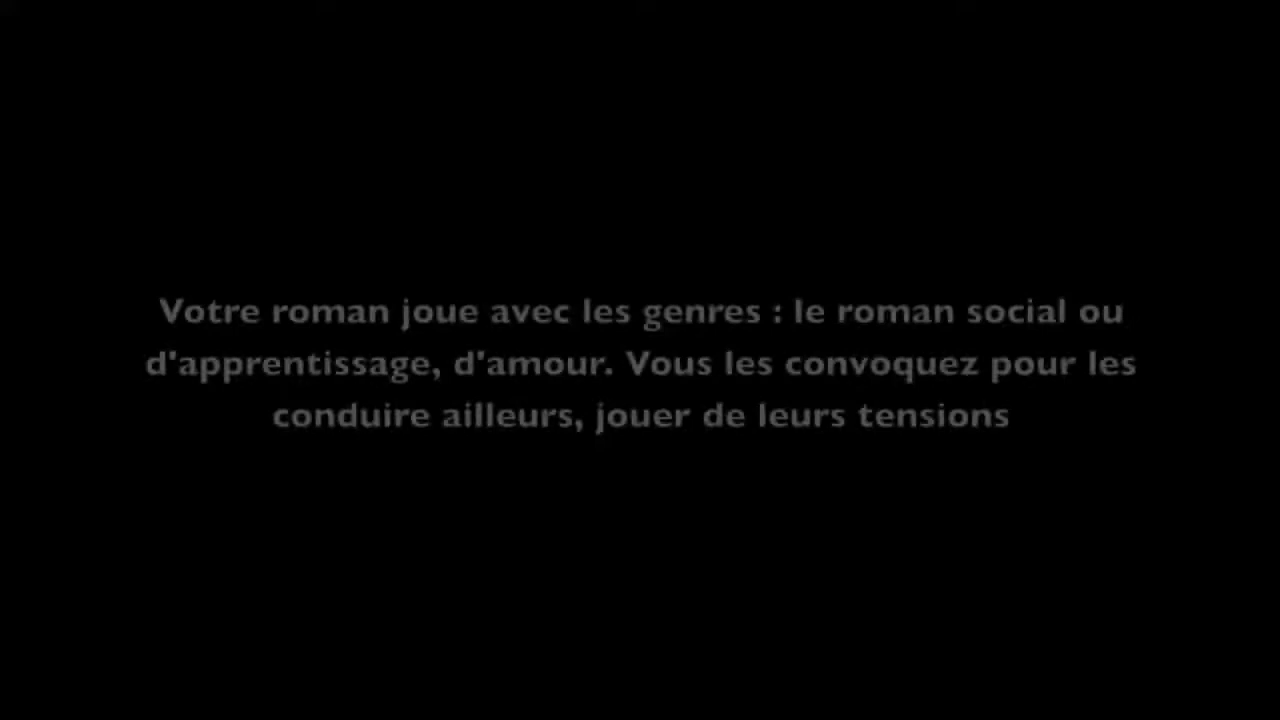 Votre roman joue avec les genres : le roman social ou
d'apprentissage, d'amour. Vous les convoquez pour les
conduire ailleurs, jouer de leurs tensions